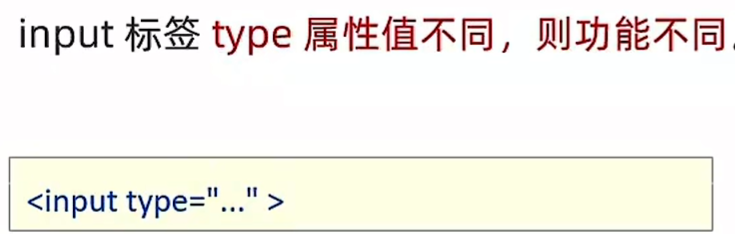 input 标签 type 属性值不同，则功能不同.
<input type="..." >